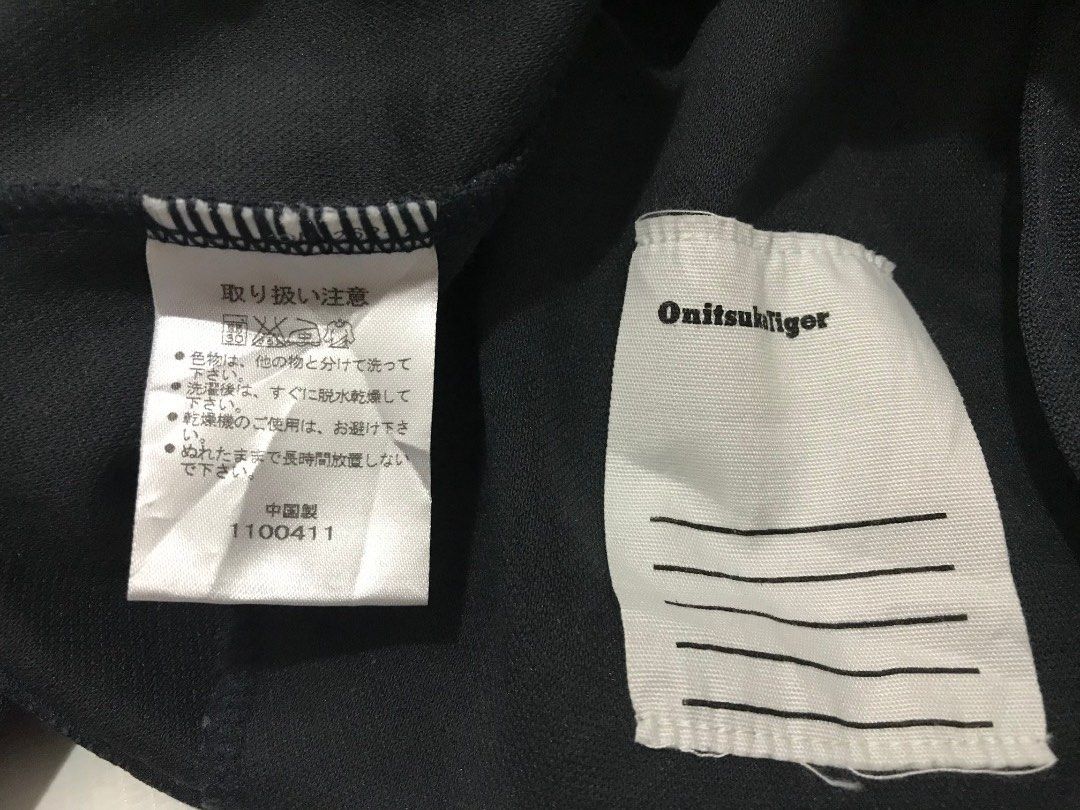 取り扱い注意
● 色物は、他の物と分けて洗って
下さい。
● 洗濯後は、すぐに脱水乾燥して
下さい。
● 乾燥機のご使用は、お避け下さ
い。
● ぬれたままで長時間放置しない
で下さい。
中国製
1100411
OnitsukaTiger